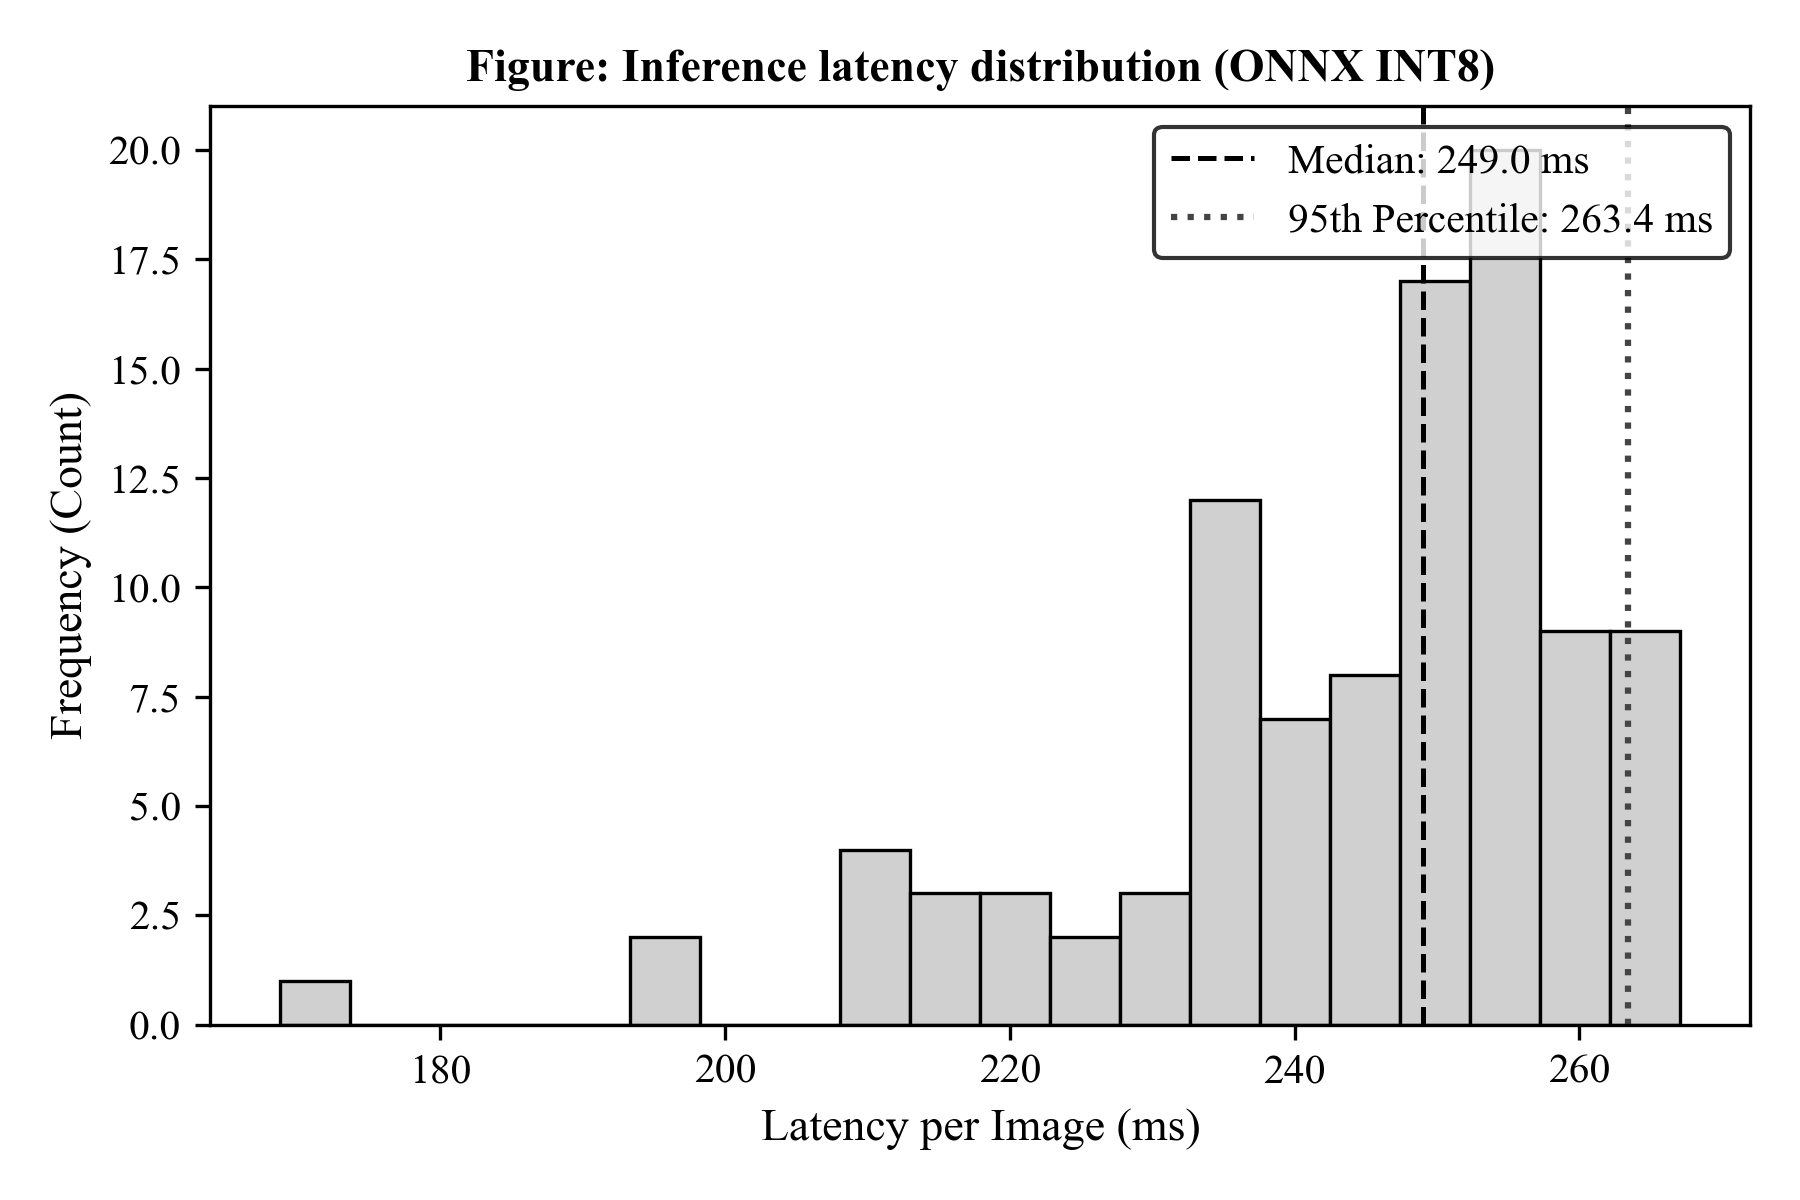 Figure: Inference latency distribution (ONNX INT8)
Median: 249.0 ms
95th Percentile: 263.4 ms
20.0
17.5
15.0
12.5
10.0
7.5
5.0
2.5
0.0
Frequency (Count)
180 200 220 240 260
Latency per Image (ms)